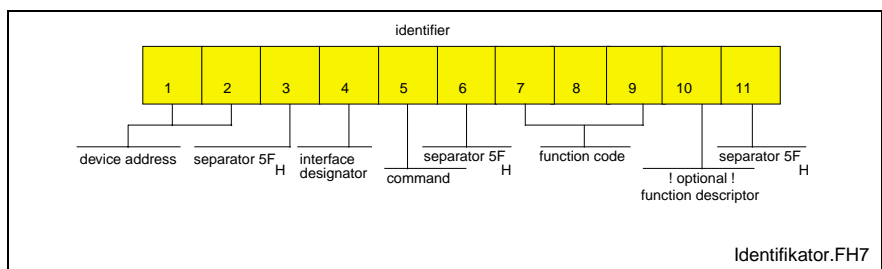 identifier
1 2 3 4 5 6 7 8 9 10 11
device address
separator 5F
H
interface
designator
command
separator 5F
H
function code
! optional !
function descriptor
separator 5F
H
Identifikator.FH7